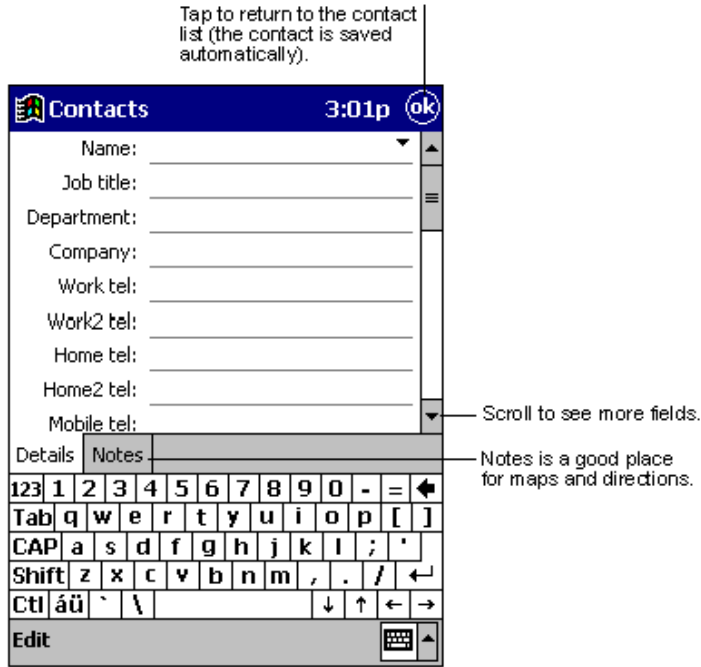 Tap to return to the contact
list (the contact is saved
automatically).
Contacts 3:01p ok
Name:
Job title:
Department:
Company:
Work tel:
Work2 tel:
Home tel:
Home2 tel:
Mobile tel:
Scroll to see more fields.
Details Notes
Notes is a good place
for maps and directions.
123 1 2 3 4 5 6 7 8 9 0 - =
Tab q w e r t y u i o p [ ]
CAP a s d f g h j k l ; '
Shift z x c v b n m , . /
Ctl áü ` \ ↓ ↑ ← →
Edit